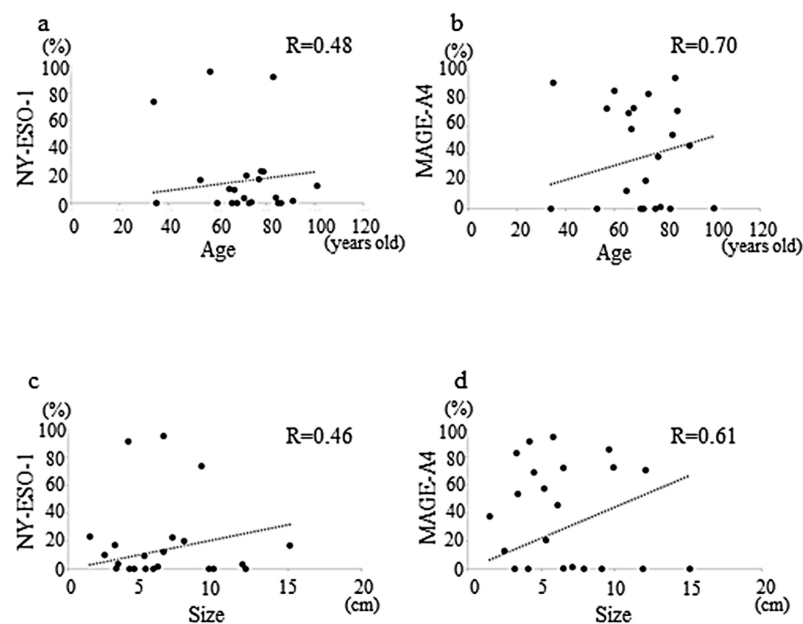 a
(%)
R=0.48
NY-ESO-1
100
80
60
40
20
0
0 20 40 60 80 100 120
Age
(years old)
b
(%)
R=0.70
MAGE-A4
100
80
60
40
20
0
0 20 40 60 80 100 120
Age
(years old)
c
(%)
R=0.46
NY-ESO-1
100
80
60
40
20
0
0 5 10 15 20
Size
(cm)
d
(%)
R=0.61
MAGE-A4
100
80
60
40
20
0
0 5 10 15 20
Size
(cm)